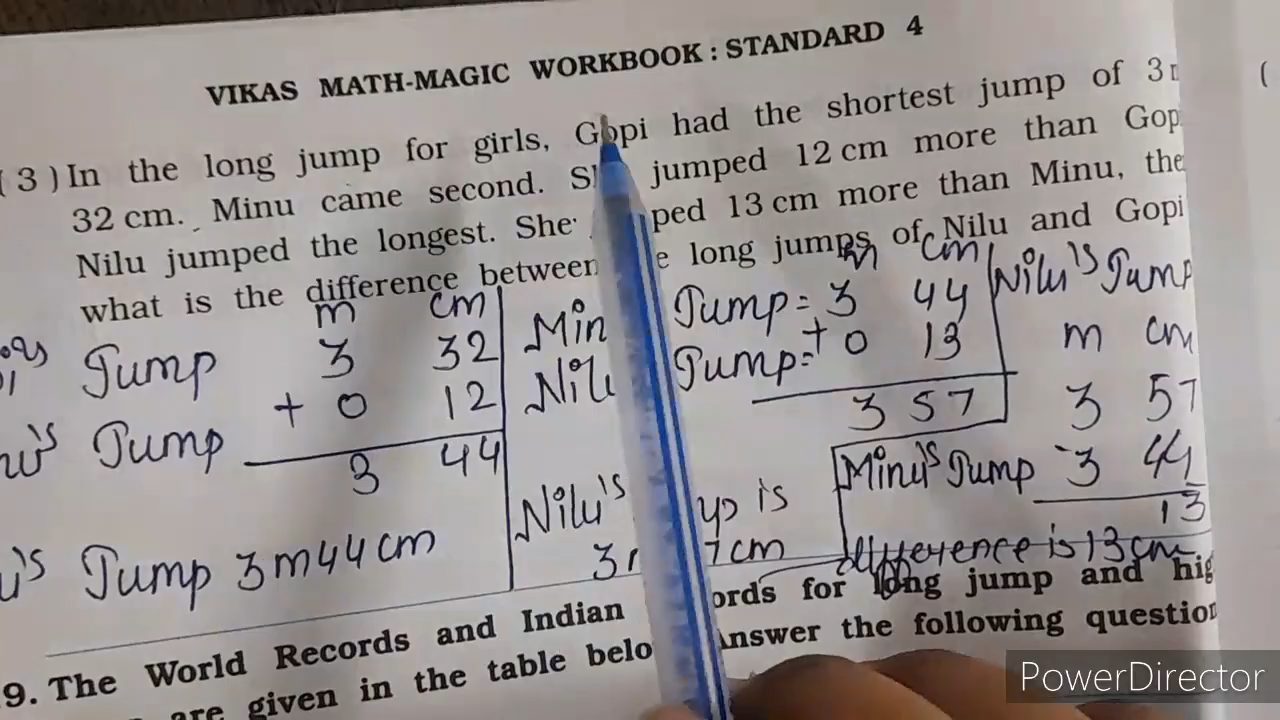 VIKAS MATH-MAGIC WORKBOOK : STANDARD 4
( 3 ) In the long jump for girls, Gopi had the shortest jump of 3
32 cm. Minu came second. jumped 12 cm more than Gop
Nilu jumped the longest. She ped 13 cm more than Minu, the
what is the difference between e long jumps of Nilu and Gopi
m cm
Jump 3 32
+ 0 12
Jump
3 44
Jump 3m44cm
m cm
Min Jump = 3 44
Nilu Jump = + 0 13
3 57
Nilu's is
3 7cm
Nilu's Jump
m cm
3 57
Minu's Jump - 3 44
13
difference is 13 cm
9. The World Records and Indian ords for long jump and hig
are given in the table belo Answer the following question
PowerDirector